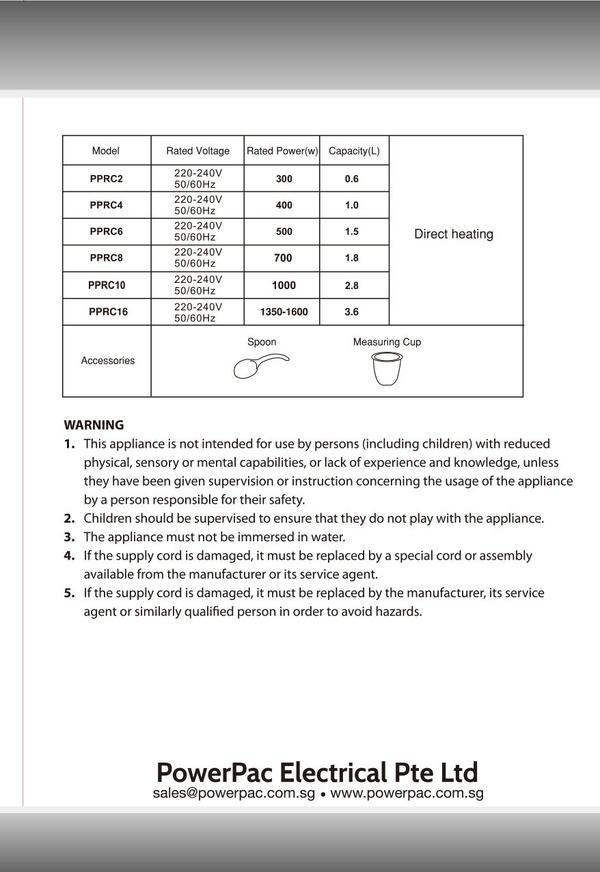 Model Rated Voltage Rated Power(w) Capacity(L)
PPRC2 220-240V 50/60Hz 300 0.6
PPRC4 220-240V 50/60Hz 400 1.0
PPRC6 220-240V 50/60Hz 500 1.5
PPRC8 220-240V 50/60Hz 700 1.8
PPRC10 220-240V 50/60Hz 1000 2.8
PPRC16 220-240V 50/60Hz 1350-1600 3.6
Direct heating
Accessories Spoon Measuring Cup
WARNING
1. This appliance is not intended for use by persons (including children) with reduced
physical, sensory or mental capabilities, or lack of experience and knowledge, unless
they have been given supervision or instruction concerning the usage of the appliance
by a person responsible for their safety.
2. Children should be supervised to ensure that they do not play with the appliance.
3. The appliance must not be immersed in water.
4. If the supply cord is damaged, it must be replaced by a special cord or assembly
available from the manufacturer or its service agent.
5. If the supply cord is damaged, it must be replaced by the manufacturer, its service
agent or similarly qualified person in order to avoid hazards.
PowerPac Electrical Pte Ltd
sales@powerpac.com.sg • www.powerpac.com.sg